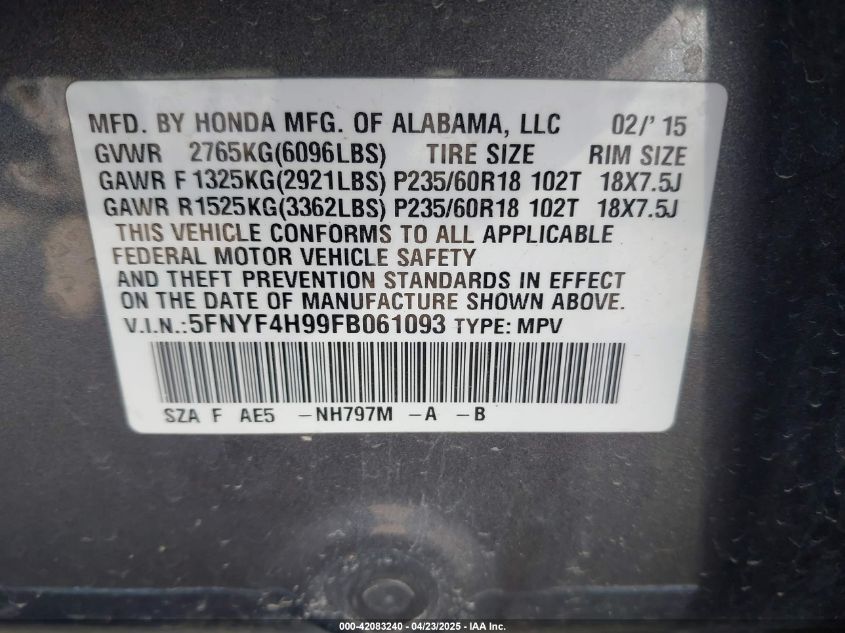 MFD. BY HONDA MFG. OF ALABAMA, LLC 02/' 15
GVWR 2765KG(6096LBS) TIRE SIZE RIM SIZE
GAWR F 1325KG(2921LBS) P235/60R18 102T 18X7.5J
GAWR R1525KG(3362LBS) P235/60R18 102T 18X7.5J
THIS VEHICLE CONFORMS TO ALL APPLICABLE
FEDERAL MOTOR VEHICLE SAFETY
AND THEFT PREVENTION STANDARDS IN EFFECT
ON THE DATE OF MANUFACTURE SHOWN ABOVE.
V.I.N.:5FNYF4H99FB061093 TYPE: MPV
SZA F AE5 -NH797M -A -B
000-42083240 - 04/23/2025 - IAA Inc.